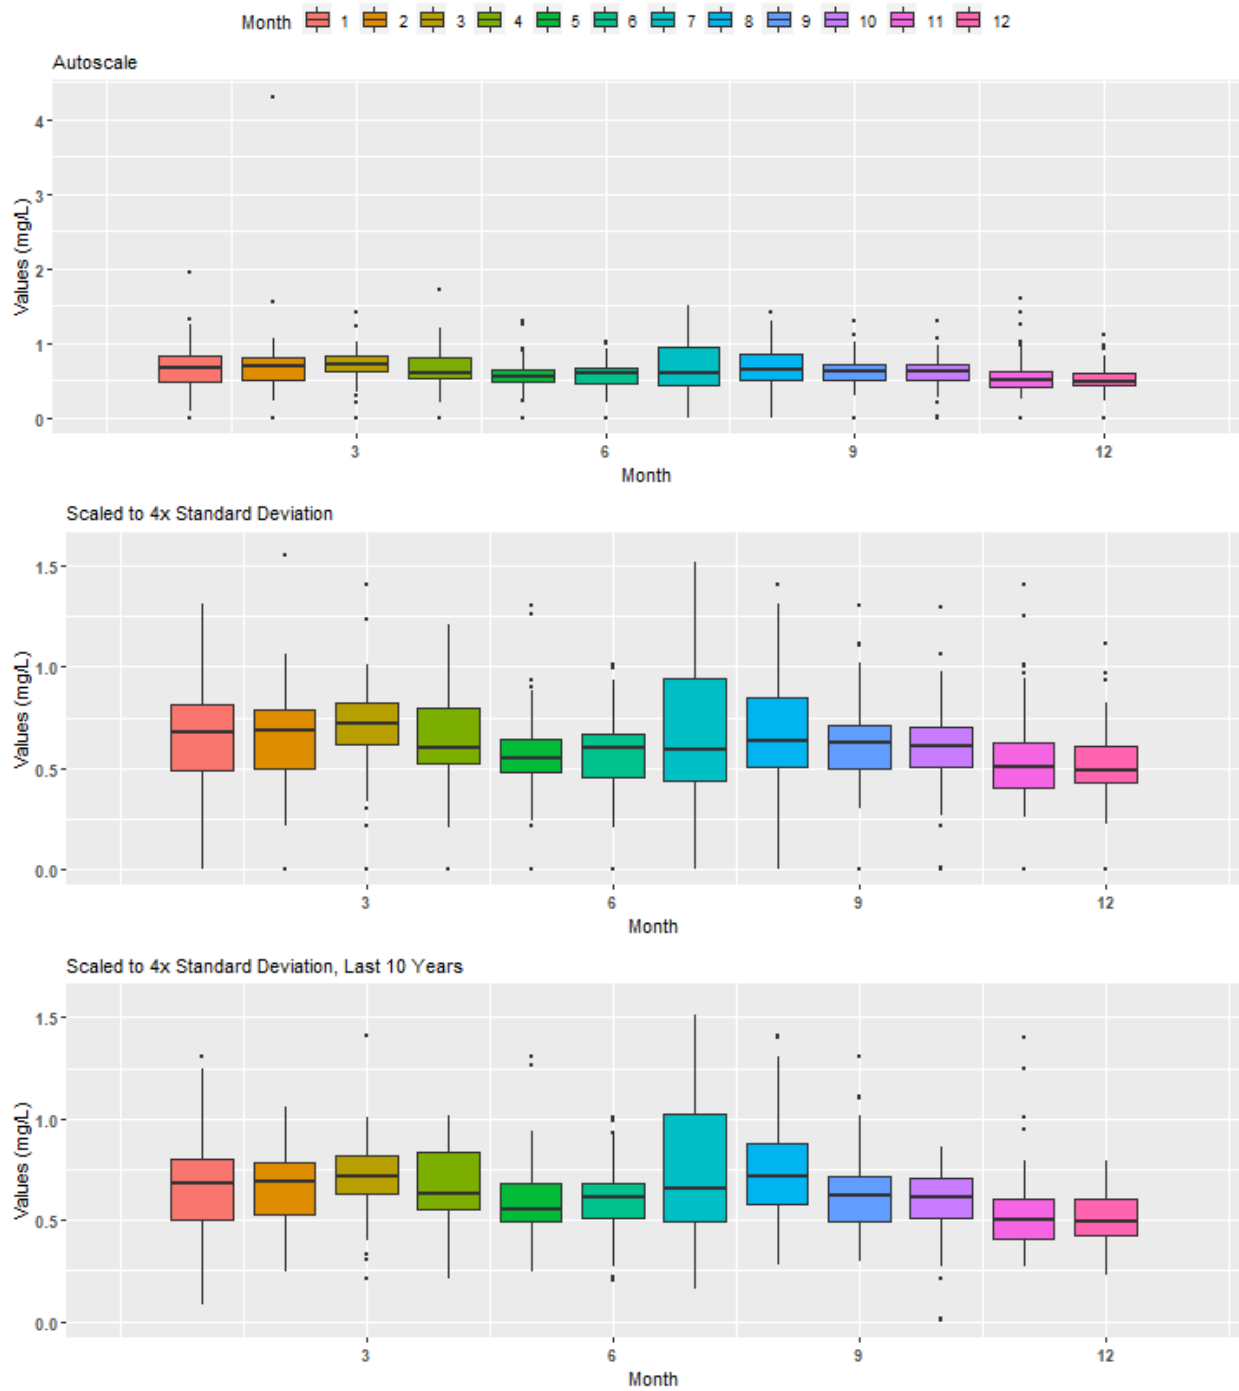 Month 1 2 3 4 5 6 7 8 9 10 11 12
Autoscale
Values (mg/L)
4
3
2
1
0
3 6 9 12
Month
Scaled to 4x Standard Deviation
Values (mg/L)
1.5
1.0
0.5
0.0
3 6 9 12
Month
Scaled to 4x Standard Deviation, Last 10 Years
Values (mg/L)
1.5
1.0
0.5
0.0
3 6 9 12
Month